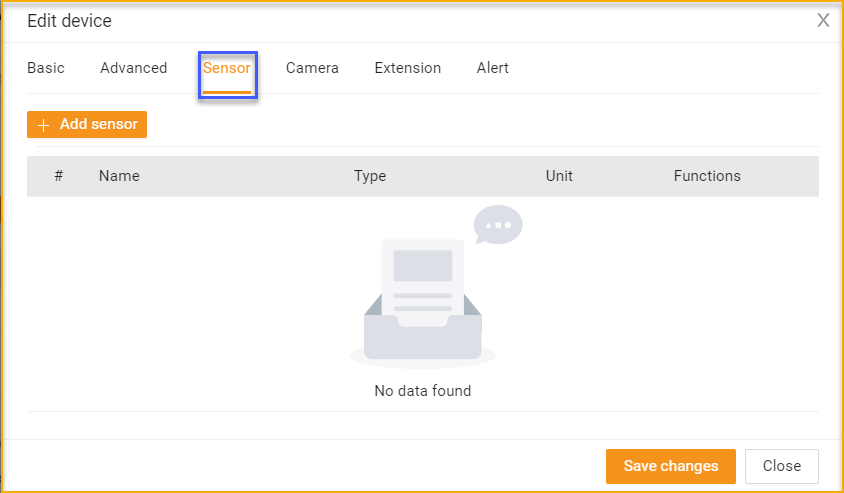 Edit device X
Basic Advanced Sensor Camera Extension Alert
+ Add sensor
# Name Type Unit Functions
No data found
Save changes Close